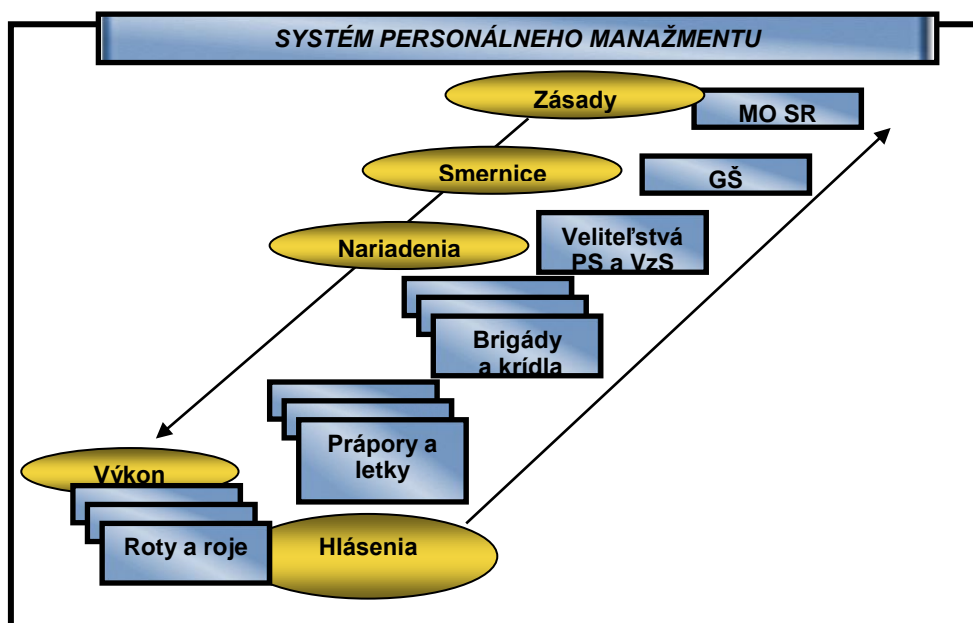 SYSTÉM PERSONÁLNEHO MANAŽMENTU
Zásady
MO SR
Smernice
GŠ
Nariadenia
Veliteľstvá
PS a VzS
Brigády
a krídla
Prápory a
letky
Výkon
Roty a roje
Hlásenia